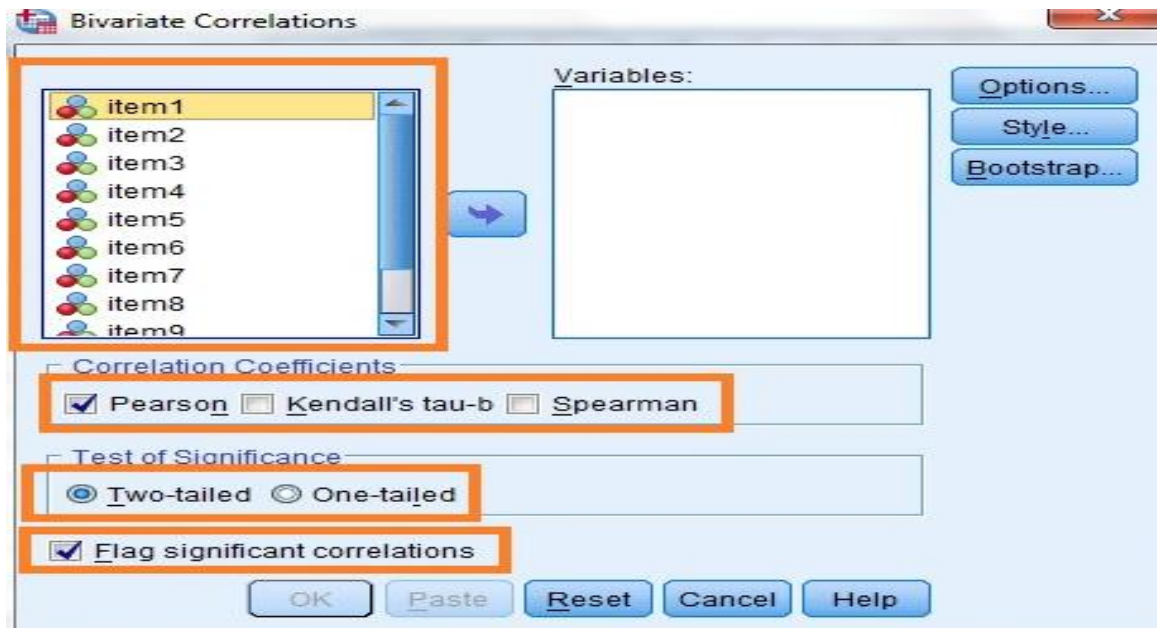 Bivariate Correlations
Variables:
item1
item2
item3
item4
item5
item6
item7
item8
item9
Options...
Style...
Bootstrap...
Correlation Coefficients
Pearson Kendall's tau-b Spearman
Test of Significance
Two-tailed One-tailed
Flag significant correlations
OK Paste Reset Cancel Help